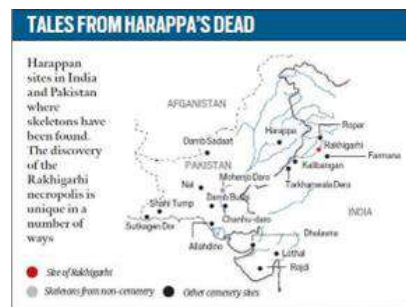 TALES FROM HARAPPA'S DEAD
Harappan
sites in India
and Pakistan
where
skeletons have
been found.
The discovery
of the
Rakhigarhi
necropolis is
unique in a
number of
ways
AFGANISTAN
Harappa
Ropar
Damb Sadaat
Rakhigarhi
PAKISTAN
Kalibangan
Farmana
Mohenjo Daro
Tarkhanwala Dera
Nal
Damb Buthi
Shahi Tump
Chanhu-daro
INDIA
Sutkagen Dor
Allahdino
Dholavira
Lothal
Rojdi
Site of Rakhigarhi
Skeletons from non-cemetery
Other cemetery sites